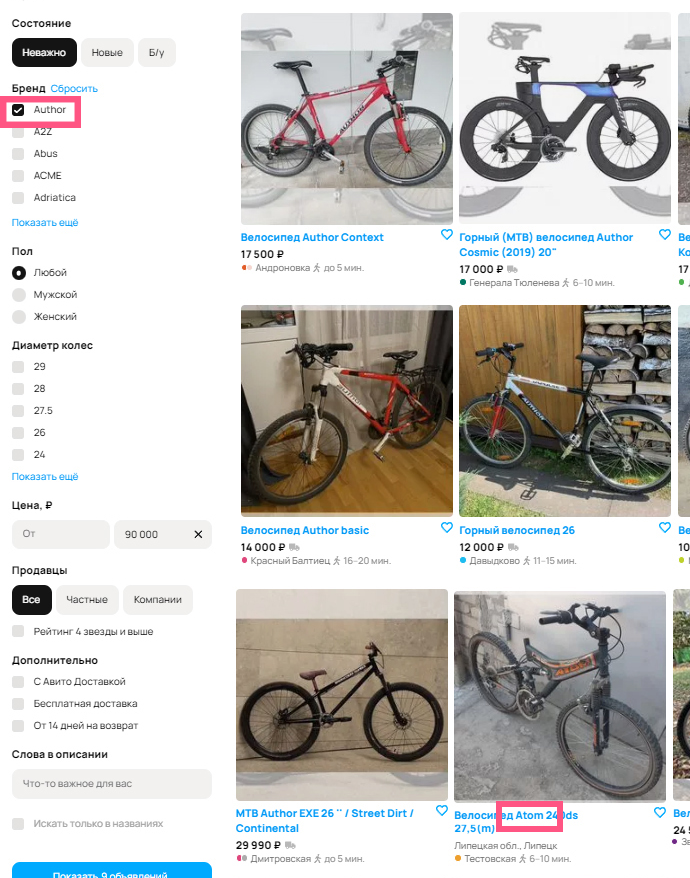 Состояние
Неважно
Новые
Б/у
Бренд Сбросить
Author
A2Z
Abus
ACME
Adriatica
Показать ещё
Пол
Любой
Мужской
Женский
Диаметр колес
29
28
27.5
26
24
Показать ещё
Цена, ₽
От
90 000
Продавцы
Все
Частные
Компании
Рейтинг 4 звезды и выше
Дополнительно
С Авито Доставкой
Бесплатная доставка
От 14 дней на возврат
Слова в описании
Что-то важное для вас
Искать только в названиях
Показать 9 объявлений
Велосипед Author Context
17 500 ₽
Андроновка до 5 мин.
Горный (MTB) велосипед Author
Cosmic (2019) 20"
17 000 ₽
Генерала Тюленева 6–10 мин.
Велосипед Author basic
14 000 ₽
Красный Балтиец 16–20 мин.
Горный велосипед 26
12 000 ₽
Давыдково 11–15 мин.
MTB Author EXE 26 '' / Street Dirt /
Continental
29 990 ₽
Дмитровская до 5 мин.
Велосипед Atom 240ds
27,5(m)
Липецкая обл., Липецк
Тестовская 6–10 мин.